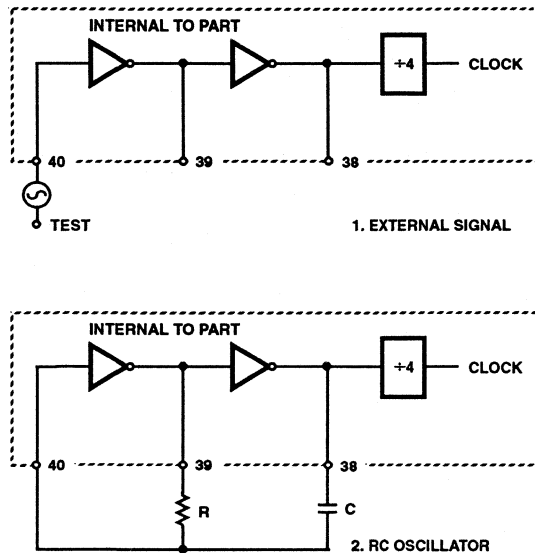 INTERNAL TO PART
÷4
CLOCK
40
39
38
TEST
1. EXTERNAL SIGNAL
INTERNAL TO PART
÷4
CLOCK
40
39
38
R
C
2. RC OSCILLATOR